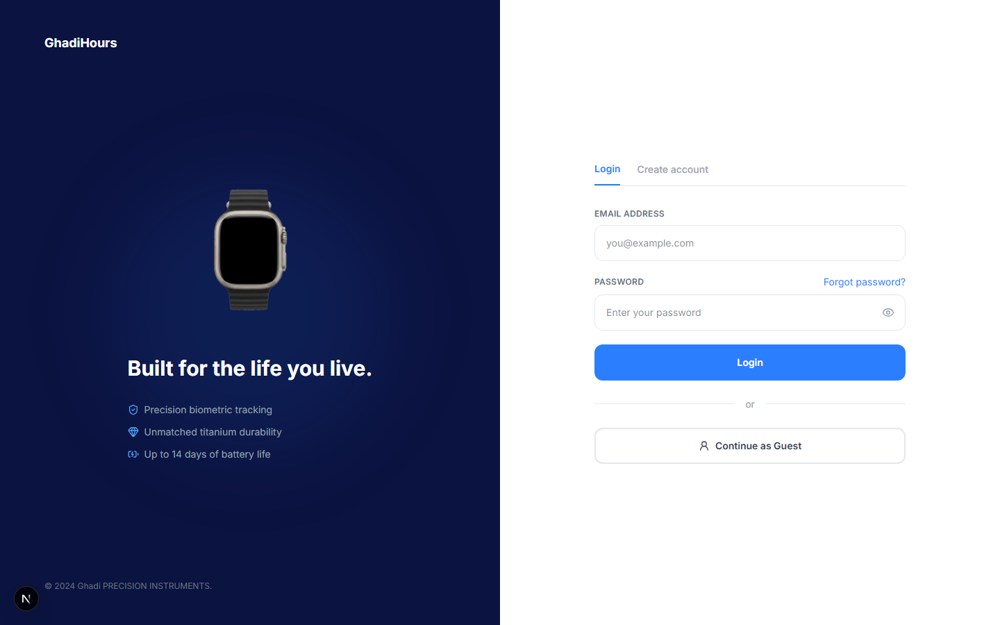 GhadiHours
Built for the life you live.
Precision biometric tracking
Unmatched titanium durability
Up to 14 days of battery life
© 2024 Ghadi PRECISION INSTRUMENTS.
N
Login
Create account
EMAIL ADDRESS
you@example.com
PASSWORD
Forgot password?
Enter your password
Login
or
Continue as Guest